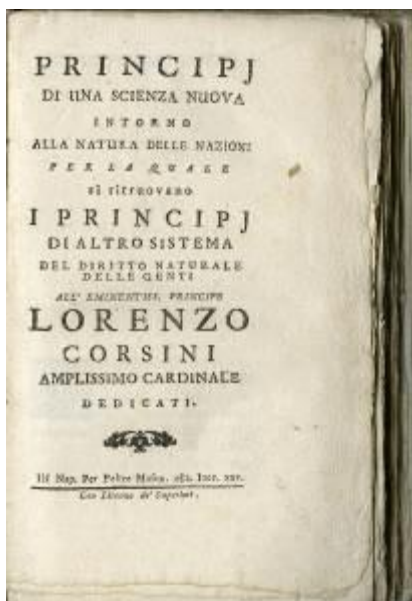 PRINCIPJ
DI UNA SCIENZA NUOVA
INTORNO
ALLA NATURA DELLE NAZIONI
PER LA QUALE
SI RITRUOVANO
I PRINCIPJ
DI ALTRO SISTEMA
DEL DIRITTO NATURALE
DELLE GENTI
ALL' EMINENTISS. PRINCIPE
LORENZO
CORSINI
AMPLISSIMO CARDINALE
DEDICATI.
Nap. Per Felice Mosca.
Con Licenza de' Superiori.